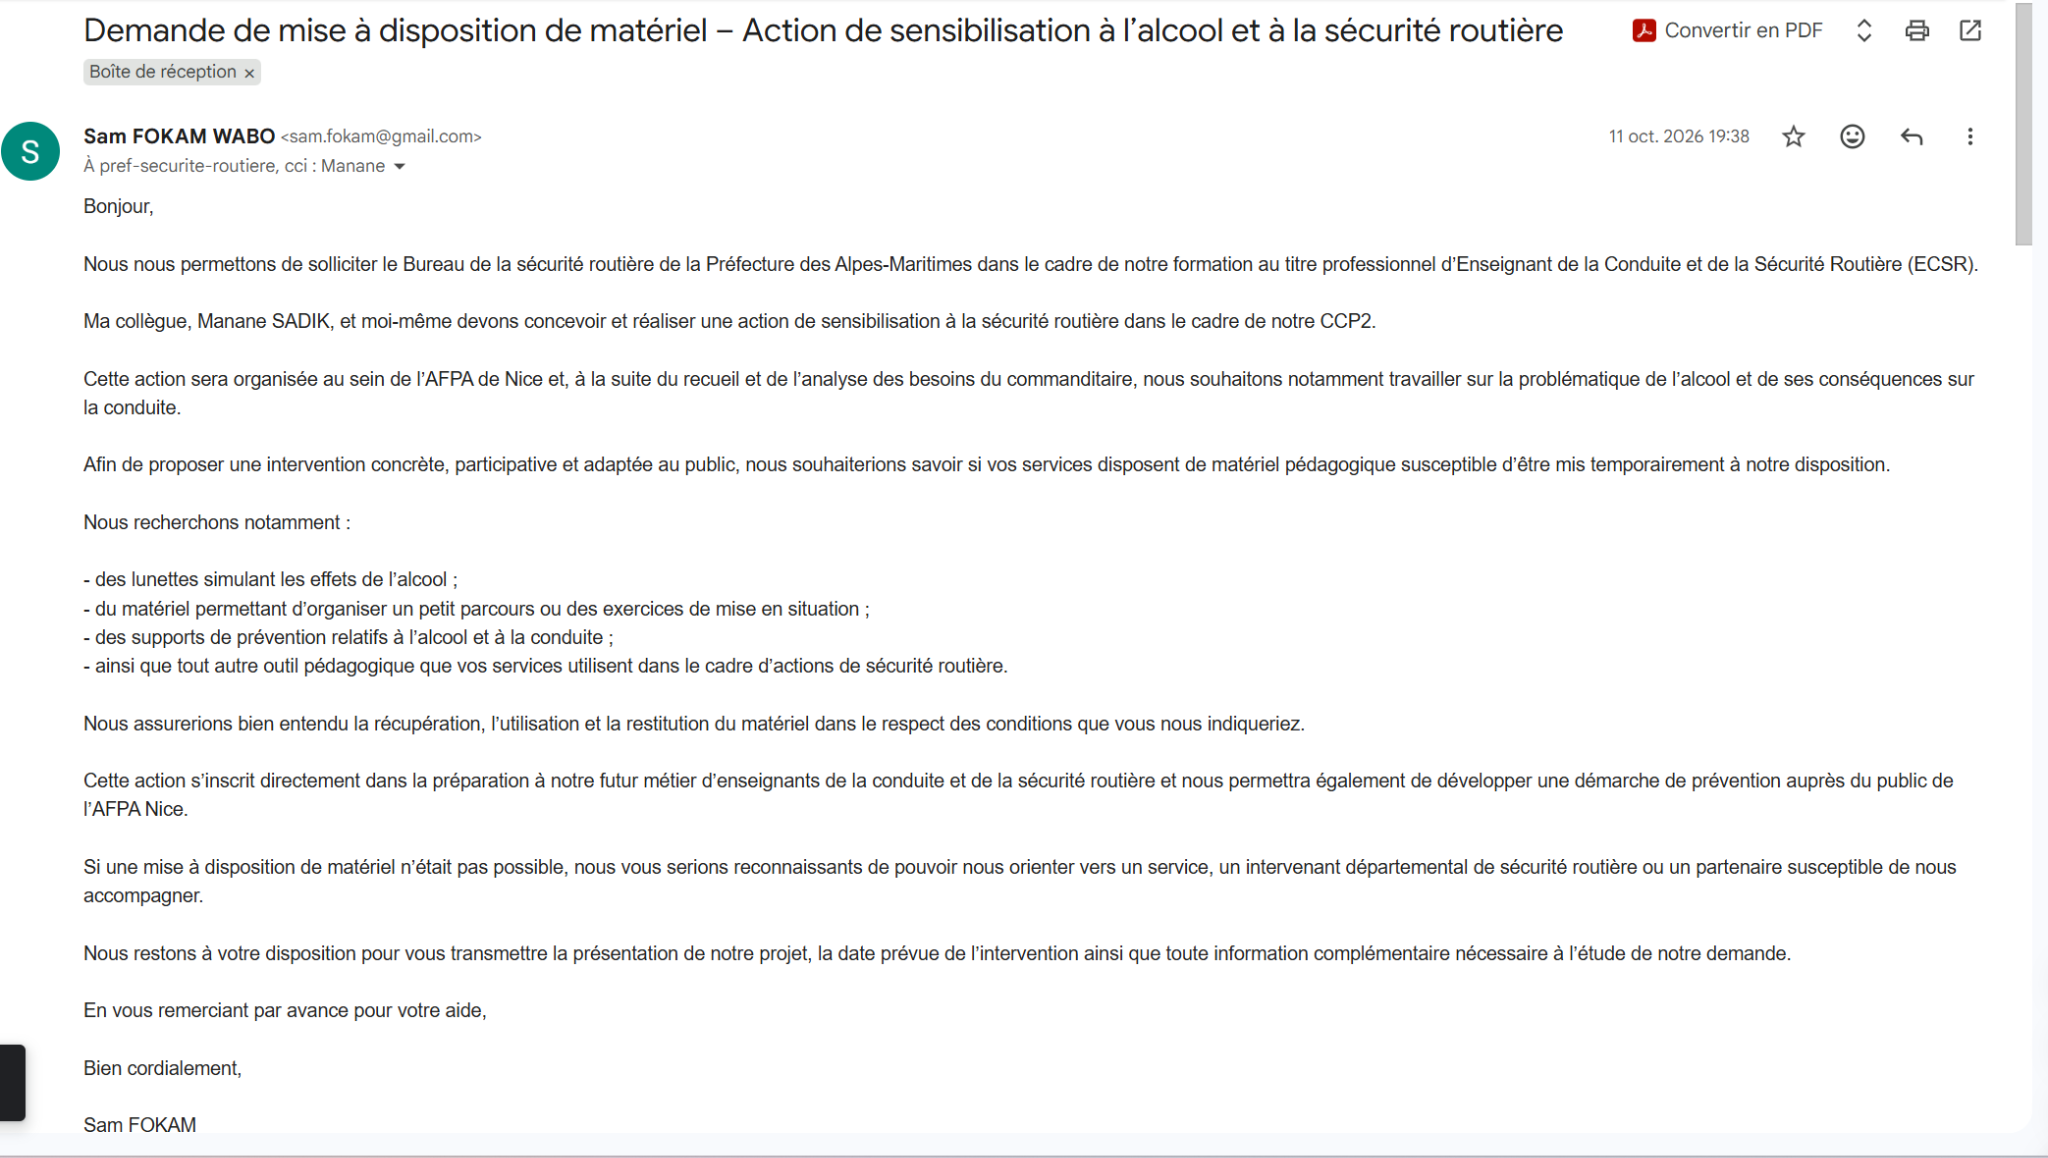 Demande de mise à disposition de matériel – Action de sensibilisation à l’alcool et à la sécurité routière
Convertir en PDF
Boîte de réception ×
S
Sam FOKAM WABO <sam.fokam@gmail.com>
11 oct. 2026 19:38
À pref-securite-routiere, cci : Manane
Bonjour,
Nous nous permettons de solliciter le Bureau de la sécurité routière de la Préfecture des Alpes-Maritimes dans le cadre de notre formation au titre professionnel d’Enseignant de la Conduite et de la Sécurité Routière (ECSR).
Ma collègue, Manane SADIK, et moi-même devons concevoir et réaliser une action de sensibilisation à la sécurité routière dans le cadre de notre CCP2.
Cette action sera organisée au sein de l’AFPA de Nice et, à la suite du recueil et de l’analyse des besoins du commanditaire, nous souhaitons notamment travailler sur la problématique de l’alcool et de ses conséquences sur
la conduite.
Afin de proposer une intervention concrète, participative et adaptée au public, nous souhaiterions savoir si vos services disposent de matériel pédagogique susceptible d’être mis temporairement à notre disposition.
Nous recherchons notamment :
- des lunettes simulant les effets de l’alcool ;
- du matériel permettant d’organiser un petit parcours ou des exercices de mise en situation ;
- des supports de prévention relatifs à l’alcool et à la conduite ;
- ainsi que tout autre outil pédagogique que vos services utilisent dans le cadre d’actions de sécurité routière.
Nous assurerions bien entendu la récupération, l’utilisation et la restitution du matériel dans le respect des conditions que vous nous indiqueriez.
Cette action s’inscrit directement dans la préparation à notre futur métier d’enseignants de la conduite et de la sécurité routière et nous permettra également de développer une démarche de prévention auprès du public de
l’AFPA Nice.
Si une mise à disposition de matériel n’était pas possible, nous vous serions reconnaissants de pouvoir nous orienter vers un service, un intervenant départemental de sécurité routière ou un partenaire susceptible de nous
accompagner.
Nous restons à votre disposition pour vous transmettre la présentation de notre projet, la date prévue de l’intervention ainsi que toute information complémentaire nécessaire à l’étude de notre demande.
En vous remerciant par avance pour votre aide,
Bien cordialement,
Sam FOKAM